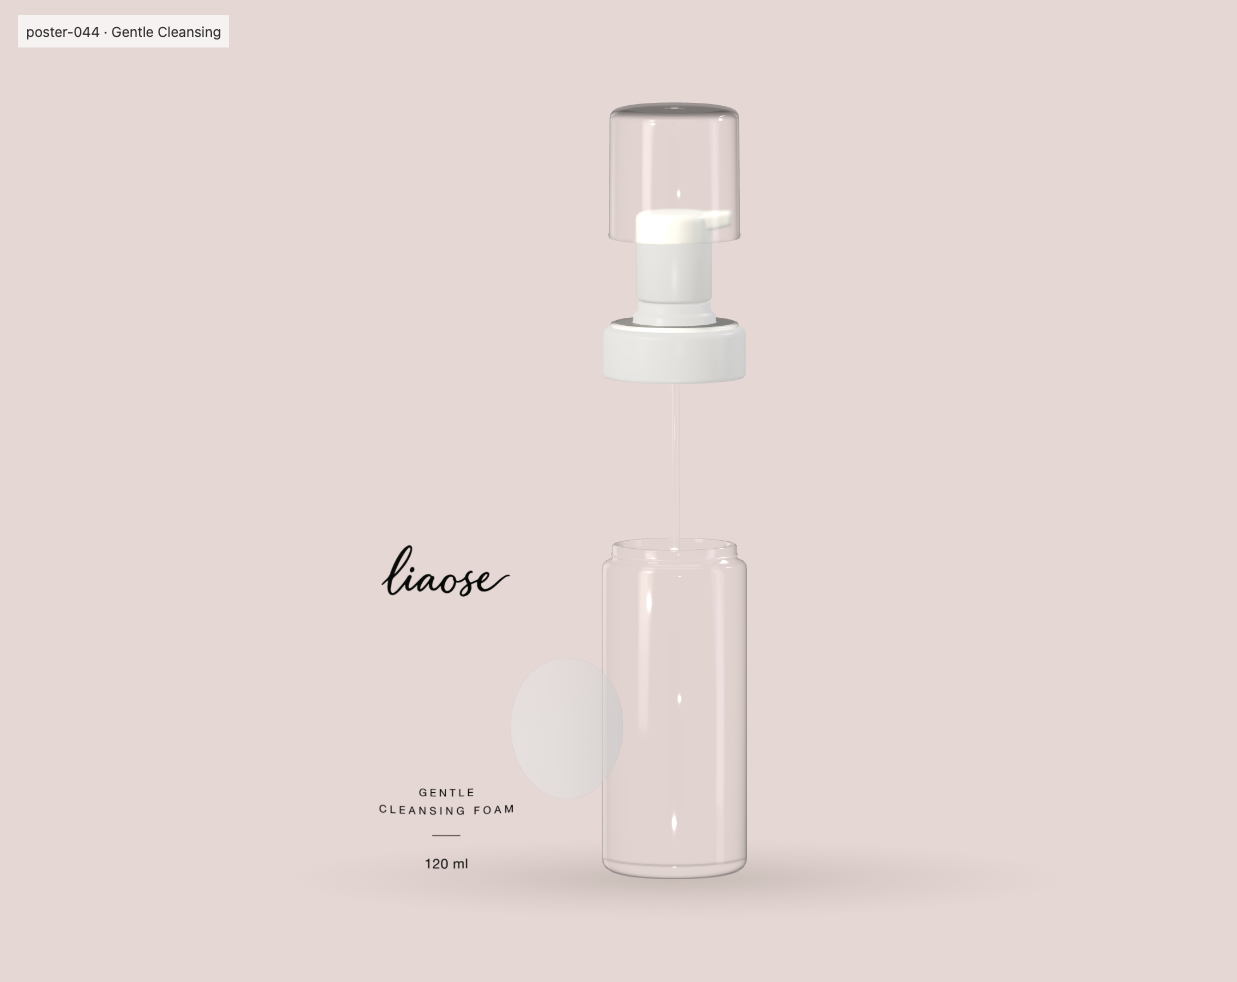 poster-044 · Gentle Cleansing
liaose
GENTLE
CLEANSING FOAM
120 ml